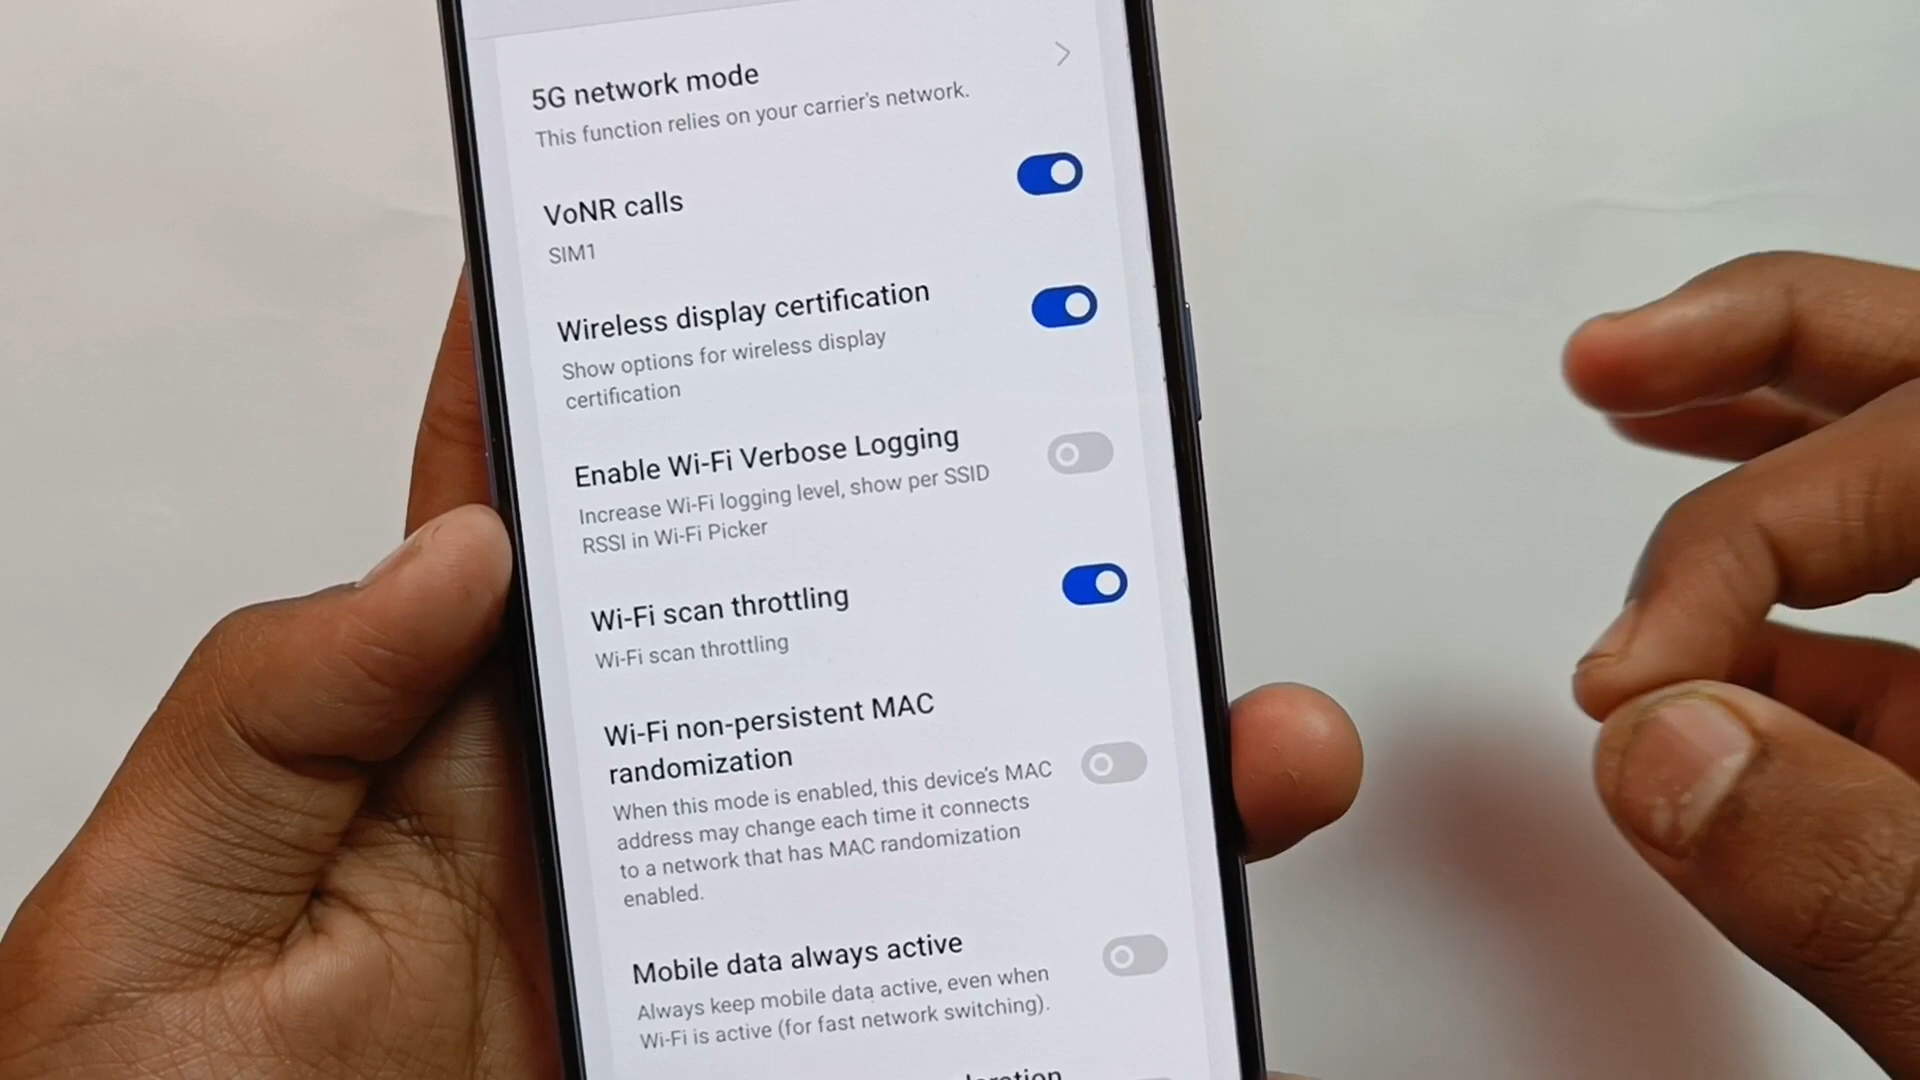 5G network mode
This function relies on your carrier's network.
VoNR calls
SIM1
Wireless display certification
Show options for wireless display
certification
Enable Wi-Fi Verbose Logging
Increase Wi-Fi logging level, show per SSID
RSSI in Wi-Fi Picker
Wi-Fi scan throttling
Wi-Fi scan throttling
Wi-Fi non-persistent MAC
randomization
When this mode is enabled, this device's MAC
address may change each time it connects
to a network that has MAC randomization
enabled.
Mobile data always active
Always keep mobile data active, even when
Wi-Fi is active (for fast network switching).